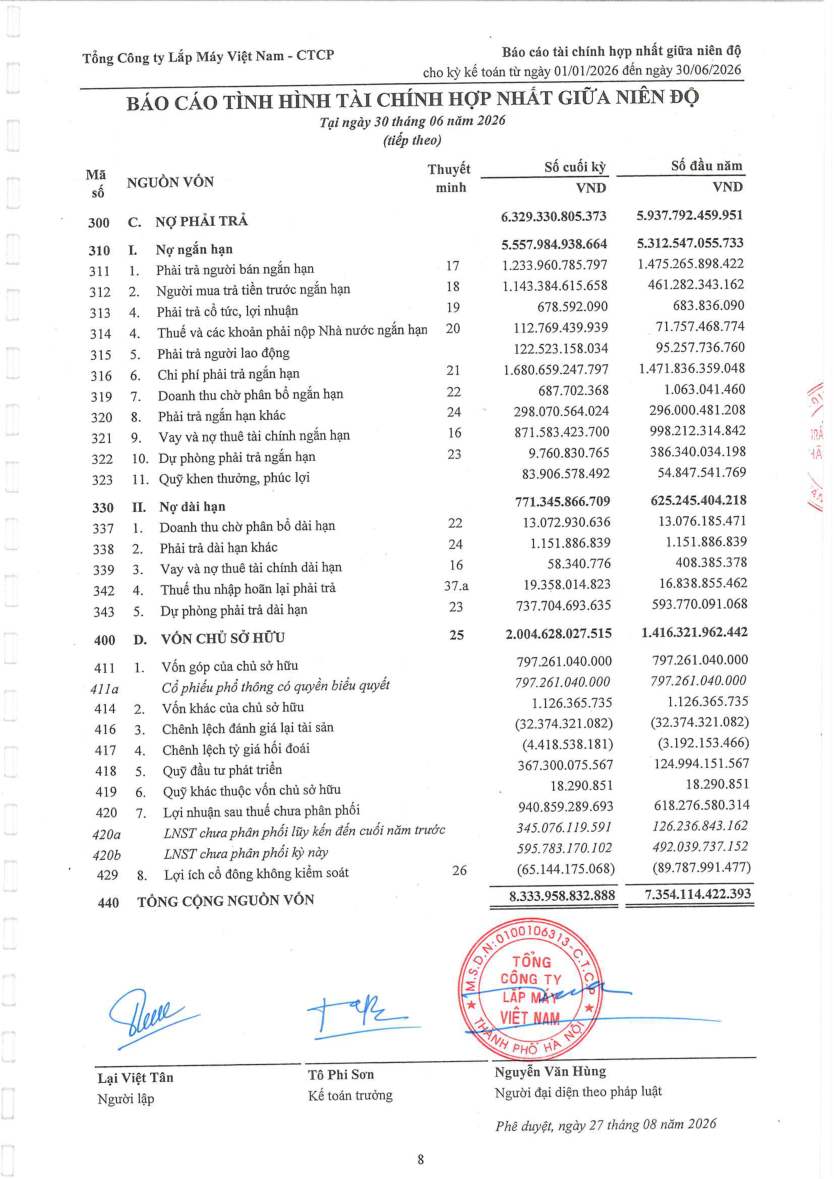 Tổng Công ty Lắp Máy Việt Nam - CTCP
Báo cáo tài chính hợp nhất giữa niên độ
cho kỳ kế toán từ ngày 01/01/2026 đến ngày 30/06/2026
BÁO CÁO TÌNH HÌNH TÀI CHÍNH HỢP NHẤT GIỮA NIÊN ĐỘ
Tại ngày 30 tháng 06 năm 2026
(tiếp theo)
Mã số NGUỒN VỐN Thuyết minh Số cuối kỳ VND Số đầu năm VND
300 C. NỢ PHẢI TRẢ 6.329.330.805.373 5.937.792.459.951
310 I. Nợ ngắn hạn 5.557.984.938.664 5.312.547.055.733
311 1. Phải trả người bán ngắn hạn 17 1.233.960.785.797 1.475.265.898.422
312 2. Người mua trả tiền trước ngắn hạn 18 1.143.384.615.658 461.282.343.162
313 4. Phải trả cổ tức, lợi nhuận 19 678.592.090 683.836.090
314 4. Thuế và các khoản phải nộp Nhà nước ngắn hạn 20 112.769.439.939 71.757.468.774
315 5. Phải trả người lao động 122.523.158.034 95.257.736.760
316 6. Chi phí phải trả ngắn hạn 21 1.680.659.247.797 1.471.836.359.048
319 7. Doanh thu chờ phân bổ ngắn hạn 22 687.702.368 1.063.041.460
320 8. Phải trả ngắn hạn khác 24 298.070.564.024 296.000.481.208
321 9. Vay và nợ thuê tài chính ngắn hạn 16 871.583.423.700 998.212.314.842
322 10. Dự phòng phải trả ngắn hạn 23 9.760.830.765 386.340.034.198
323 11. Quỹ khen thưởng, phúc lợi 83.906.578.492 54.847.541.769
330 II. Nợ dài hạn 771.345.866.709 625.245.404.218
337 1. Doanh thu chờ phân bổ dài hạn 22 13.072.930.636 13.076.185.471
338 2. Phải trả dài hạn khác 24 1.151.886.839 1.151.886.839
339 3. Vay và nợ thuê tài chính dài hạn 16 58.340.776 408.385.378
342 4. Thuế thu nhập hoãn lại phải trả 37.a 19.358.014.823 16.838.855.462
343 5. Dự phòng phải trả dài hạn 23 737.704.693.635 593.770.091.068
400 D. VỐN CHỦ SỞ HỮU 25 2.004.628.027.515 1.416.321.962.442
411 1. Vốn góp của chủ sở hữu 797.261.040.000 797.261.040.000
411a Cổ phiếu phổ thông có quyền biểu quyết 797.261.040.000 797.261.040.000
414 2. Vốn khác của chủ sở hữu 1.126.365.735 1.126.365.735
416 3. Chênh lệch đánh giá lại tài sản (32.374.321.082) (32.374.321.082)
417 4. Chênh lệch tỷ giá hối đoái (4.418.538.181) (3.192.153.466)
418 5. Quỹ đầu tư phát triển 367.300.075.567 124.994.151.567
419 6. Quỹ khác thuộc vốn chủ sở hữu 18.290.851 18.290.851
420 7. Lợi nhuận sau thuế chưa phân phối 940.859.289.693 618.276.580.314
420a LNST chưa phân phối lũy kến đến cuối năm trước 345.076.119.591 126.236.843.162
420b LNST chưa phân phối kỳ này 595.783.170.102 492.039.737.152
429 8. Lợi ích cổ đông không kiểm soát 26 (65.144.175.068) (89.787.991.477)
440 TỔNG CỘNG NGUỒN VỐN 8.333.958.832.888 7.354.114.422.393
M.S.D.N:0100106313-C.T.C.P
TỔNG
CÔNG TY
LẮP MÁY
VIỆT NAM
THÀNH PHỐ HÀ NỘI
Lại Việt Tân
Người lập
Tô Phi Sơn
Kế toán trưởng
Nguyễn Văn Hùng
Người đại diện theo pháp luật
Phê duyệt, ngày 27 tháng 08 năm 2026
8